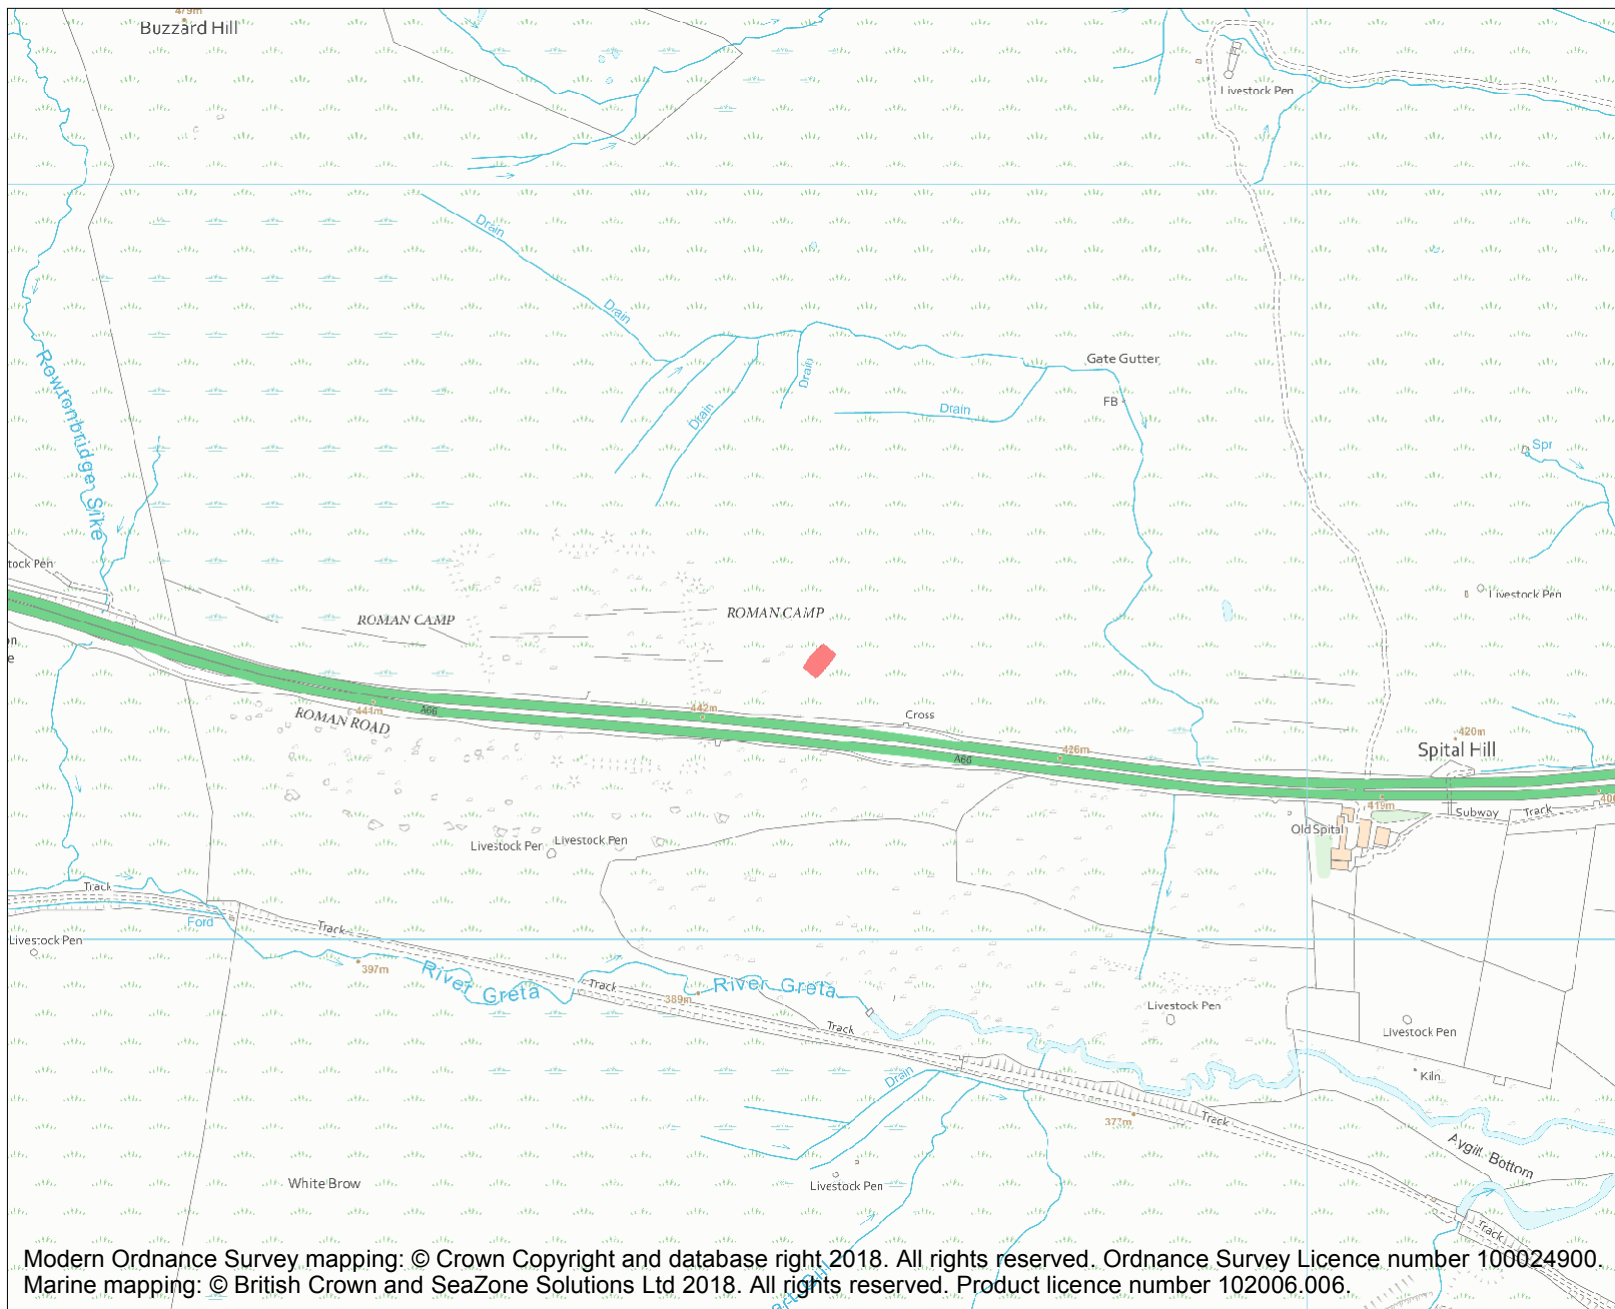 479m
Buzzard Hill
Livestock Pen
Drain
Drain
Rowtonbridge Sike
Gate Gutter
Drain
FB
Drain
Drain
Spr
tock Pen
Livestock Pen
ROMAN CAMP
ROMAN CAMP
on
e
444m
A66
442m
Cross
ROMAN ROAD
420m
426m
Spital Hill
A66
419m
Subway
Track
Old Spital
Livestock Pen
Livestock Pen
Track
Ford
Track
Livestock Pen
397m
River Greta
Track
389m
River Greta
Livestock Pen
Track
Livestock Pen
Drain
Kiln
Track
Aygill Bottom
White Brow
Livestock Pen
Track
Modern Ordnance Survey mapping: © Crown Copyright and database right 2018. All rights reserved. Ordnance Survey Licence number 100024900.
Marine mapping: © British Crown and SeaZone Solutions Ltd 2018. All rights reserved. Product licence number 102006.006.